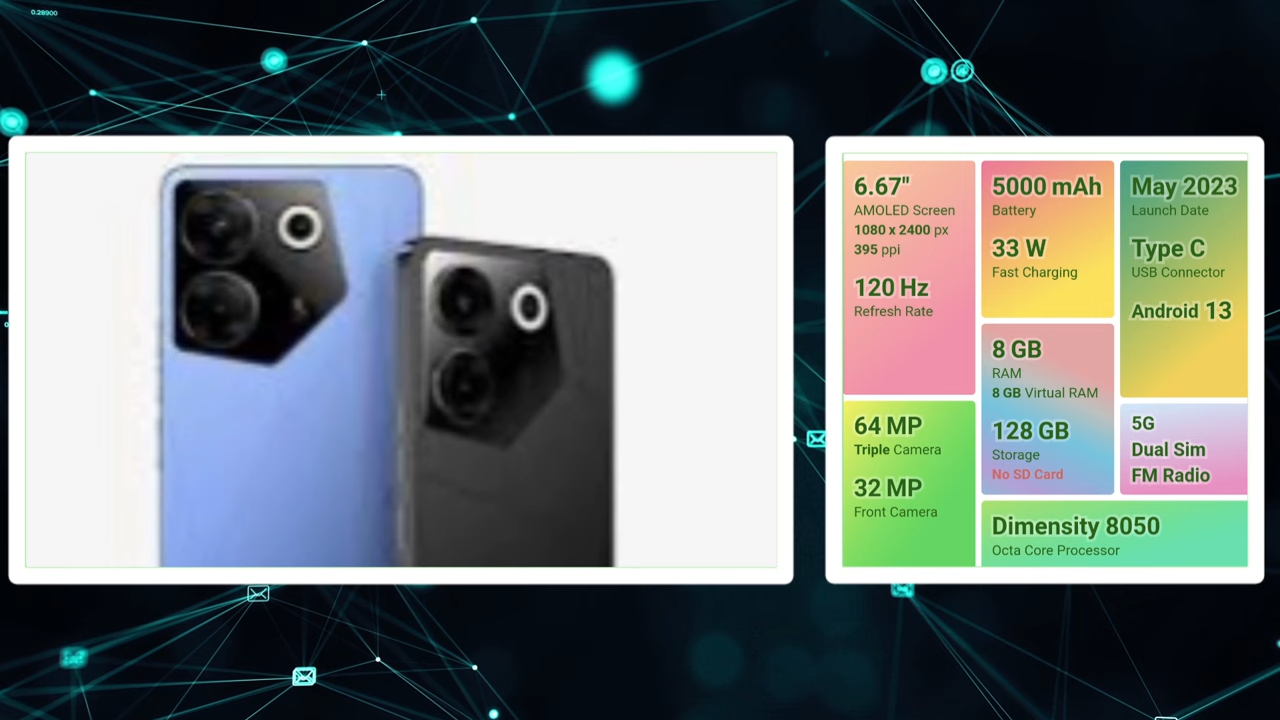 0.28900
6.67"
AMOLED Screen
1080 x 2400 px
395 ppi
120 Hz
Refresh Rate
64 MP
Triple Camera
32 MP
Front Camera
5000 mAh
Battery
33 W
Fast Charging
8 GB
RAM
8 GB Virtual RAM
128 GB
Storage
No SD Card
May 2023
Launch Date
Type C
USB Connector
Android 13
5G
Dual Sim
FM Radio
Dimensity 8050
Octa Core Processor